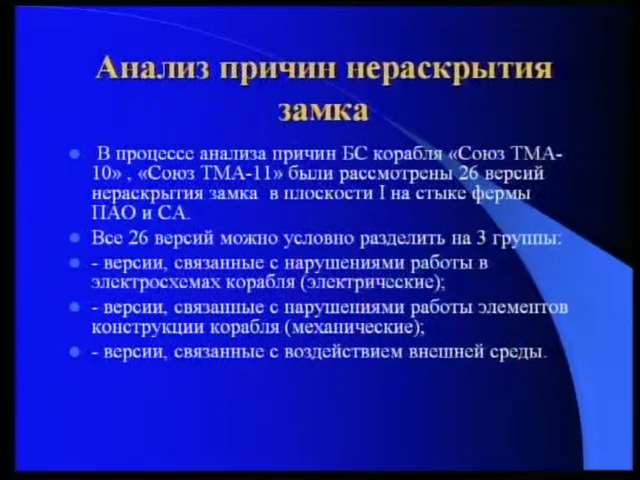 Анализ причин нераскрытия
замка
В процессе анализа причин БС корабля «Союз ТМА-
10» , «Союз ТМА-11» были рассмотрены 26 версий
нераскрытия замка в плоскости I на стыке фермы
ПАО и СА.
Все 26 версий можно условно разделить на 3 группы:
- версии, связанные с нарушениями работы в
электросхемах корабля (электрические);
- версии, связанные с нарушениями работы элементов
конструкции корабля (механические);
- версии, связанные с воздействием внешней среды.